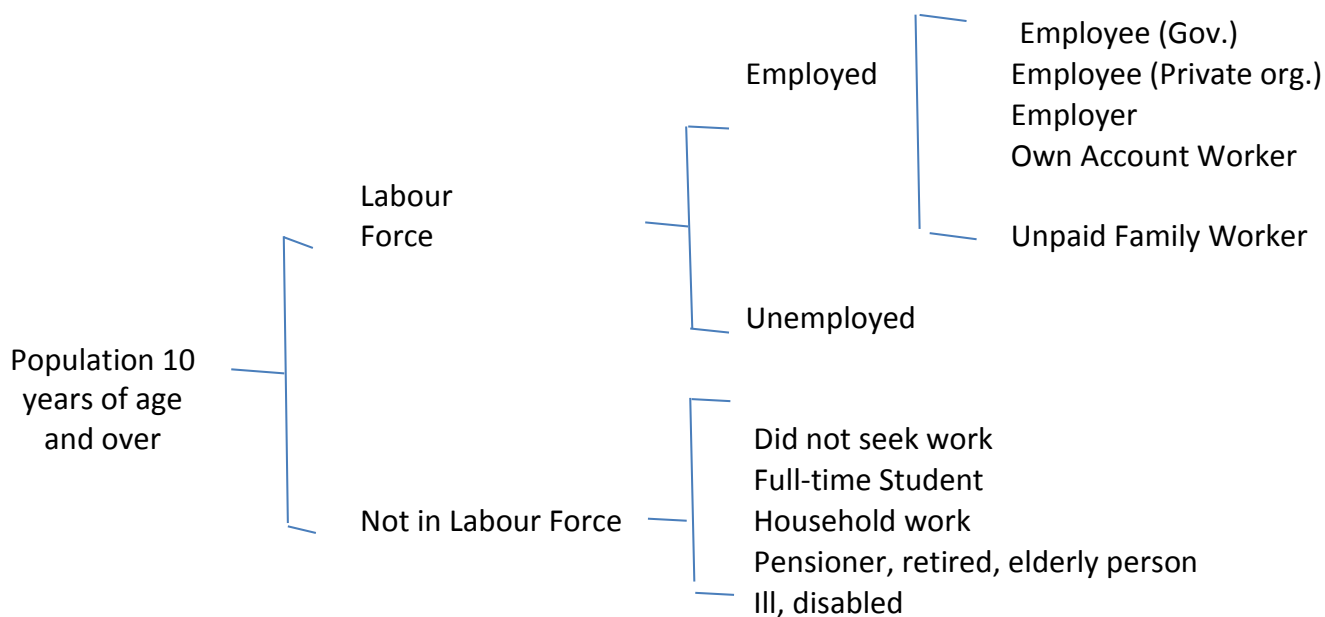 Population 10
years of age
and over
Labour
Force
Employed
Employee (Gov.)
Employee (Private org.)
Employer
Own Account Worker
Unpaid Family Worker
Unemployed
Not in Labour Force
Did not seek work
Full-time Student
Household work
Pensioner, retired, elderly person
Ill, disabled